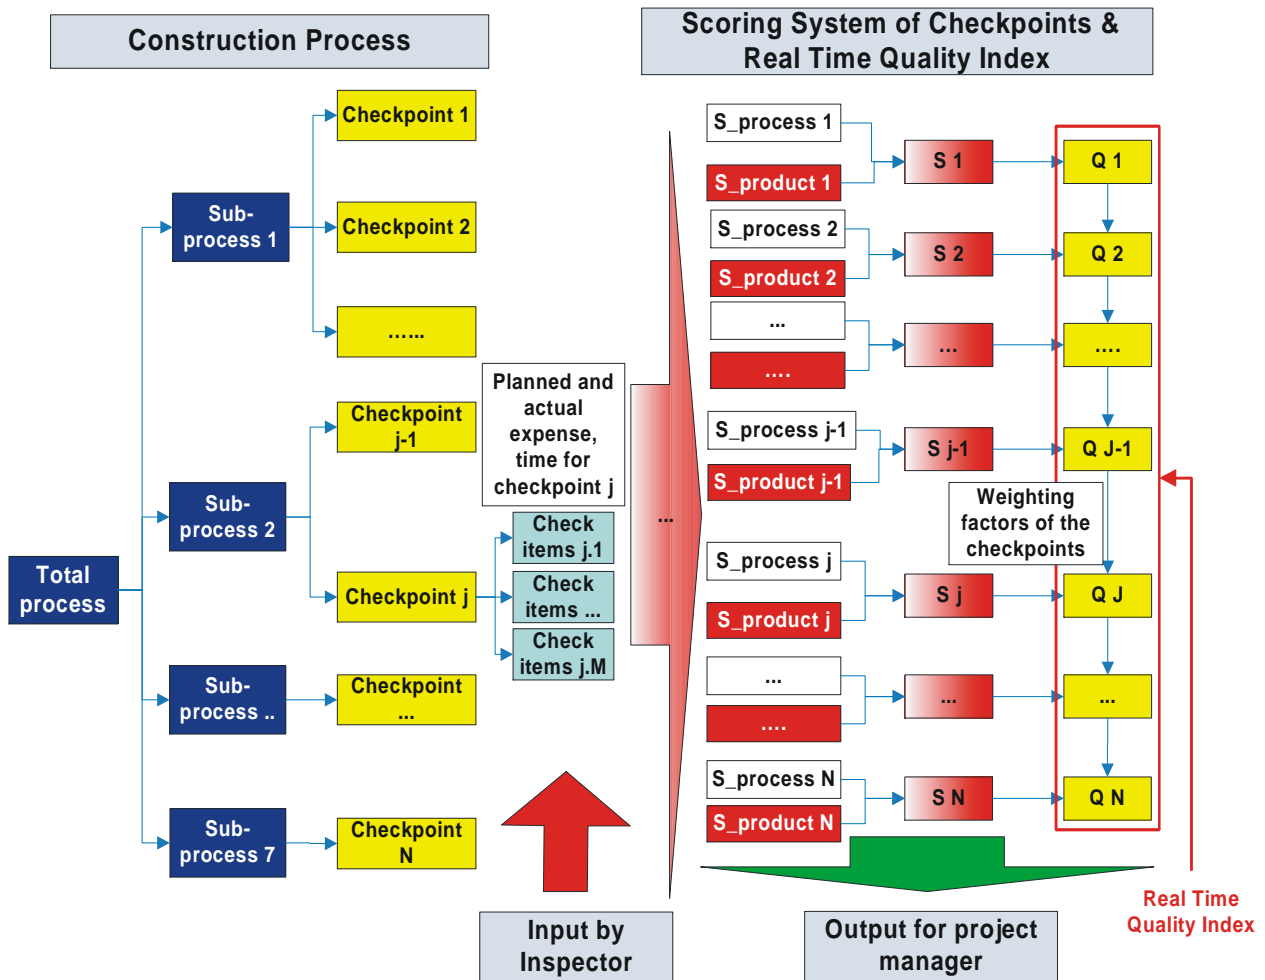 Construction Process
Scoring System of Checkpoints &
Real Time Quality Index
Total
process
Sub-
process 1
Sub-
process 2
Sub-
process ..
Sub-
process 7
Checkpoint 1
Checkpoint 2
…...
Checkpoint
j-1
Checkpoint j
Checkpoint
...
Checkpoint
N
Planned and
actual
expense,
time for
checkpoint j
Check
items j.1
Check
items ...
Check
items j.M
...
S_process 1
S_product 1
S 1
Q 1
S_process 2
S_product 2
S 2
Q 2
...
....
...
....
S_process j-1
S_product j-1
S j-1
Q J-1
Weighting
factors of the
checkpoints
S_process j
S_product j
S j
Q J
...
....
...
...
S_process N
S_product N
S N
Q N
Input by
Inspector
Output for project
manager
Real Time
Quality Index